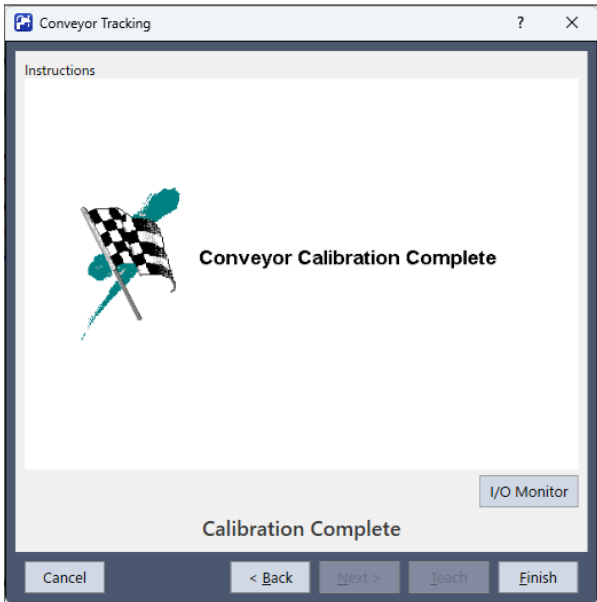 Conveyor Tracking
?
Instructions
Conveyor Calibration Complete
I/O Monitor
Calibration Complete
Cancel
< Back
Next >
Teach
Finish